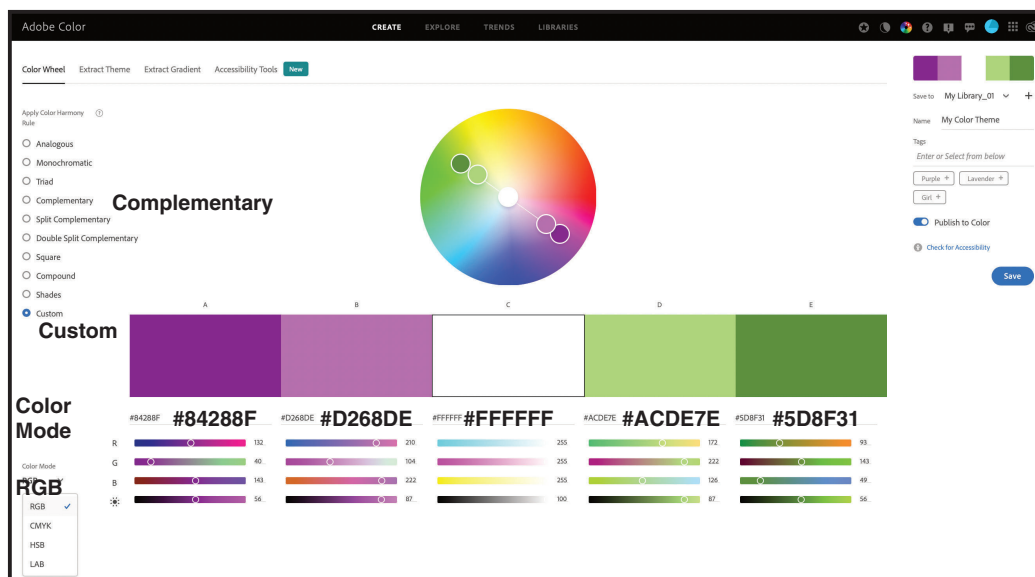 Adobe Color
CREATE EXPLORE TRENDS LIBRARIES
Color Wheel Extract Theme Extract Gradient Accessibility Tools New
Apply Color Harmony
Rule
Analogous
Monochromatic
Triad
Complementary
Complementary
Split Complementary
Double Split Complementary
Square
Compound
Shades
Custom
Custom
Save to My Library_01
Name My Color Theme
Tags
Enter or Select from below
Purple + Lavender +
Girl +
Publish to Color
Check for Accessibility
Save
A B C D E
#84288F #84288F #D268DE #D268DE #FFFFFF #FFFFFF #ACDE7E #ACDE7E #5D8F31 #5D8F31
R 132 210 255 172 93
G 40 104 255 222 143
B 143 222 255 126 49
56 87 100 87 56
Color
Mode
Color Mode
RGB
RGB
RGB
CMYK
HSB
LAB